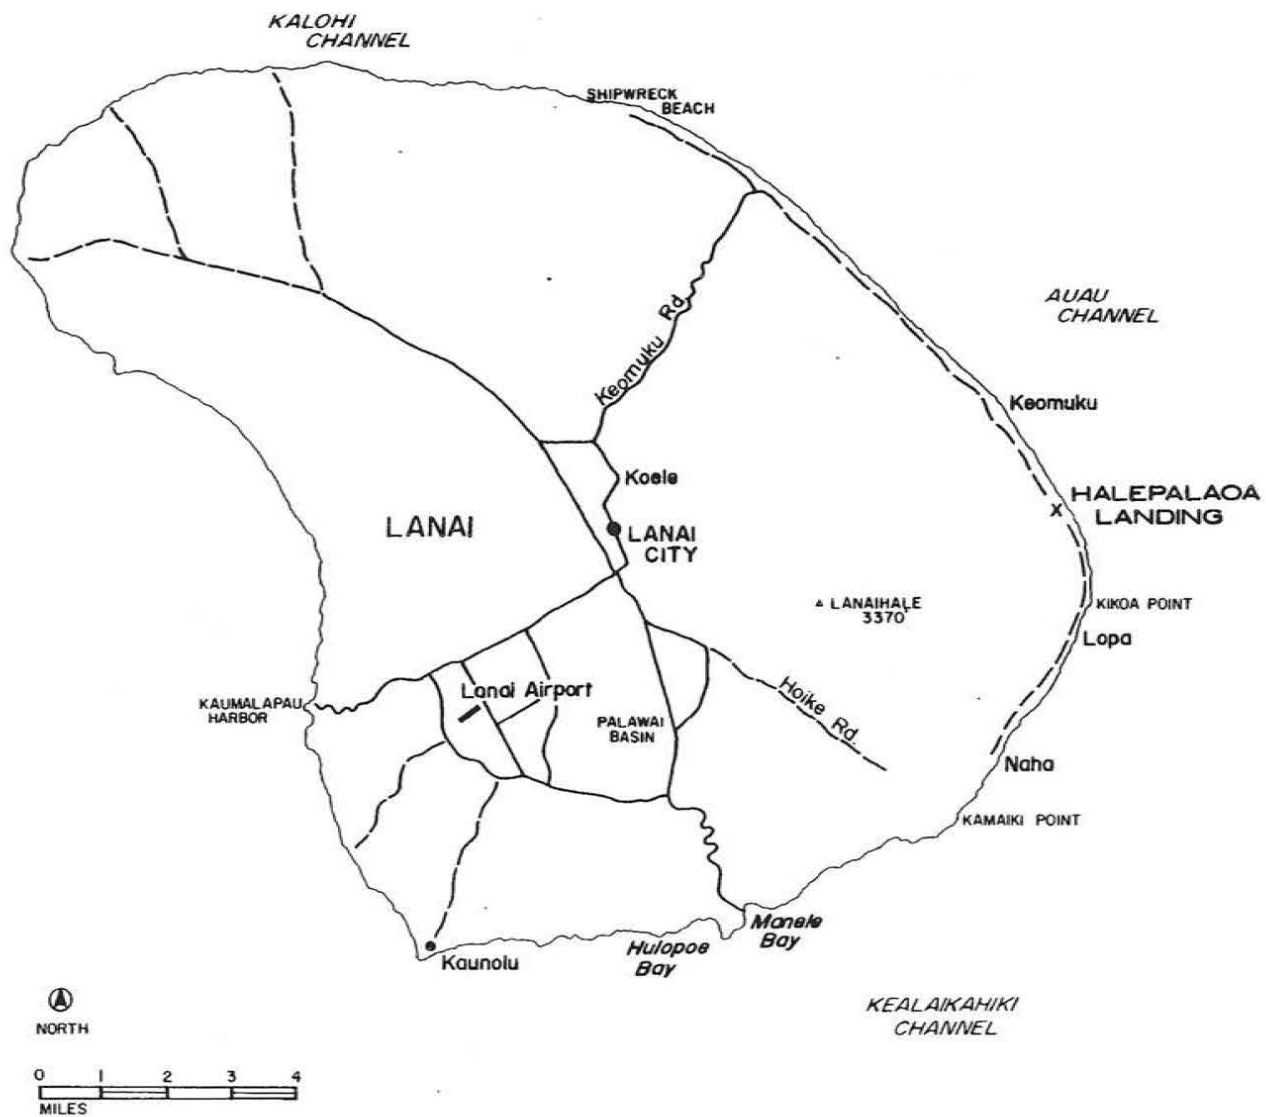 KALOHI
CHANNEL
SHIPWRECK
BEACH
AUAU
CHANNEL
Keomuku Rd.
Keomuku
Koele
HALEPALAOA
LANDING
LANAI
LANAI
CITY
LANAIHALE
3370'
KIKOA POINT
Lopa
Lanai Airport
KAUMALAPAU
HARBOR
PALAWAI
BASIN
Hoike Rd.
Naha
KAMAIKI POINT
Manele
Bay
Hulopoe
Bay
Kaunolu
KEALAIKAHIKI
CHANNEL
NORTH
0 1 2 3 4
MILES